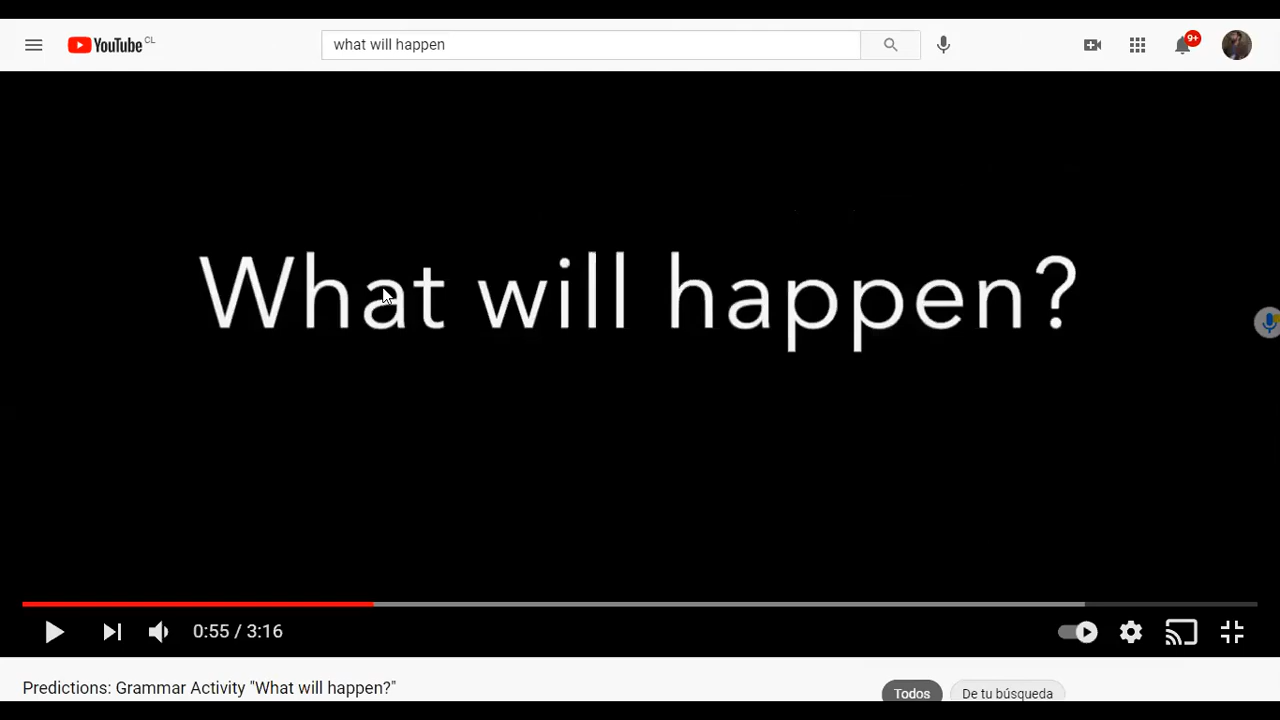 YouTube CL
what will happen
9+
What will happen?
0:55 / 3:16
Predictions: Grammar Activity "What will happen?"
Todos
De tu búsqueda